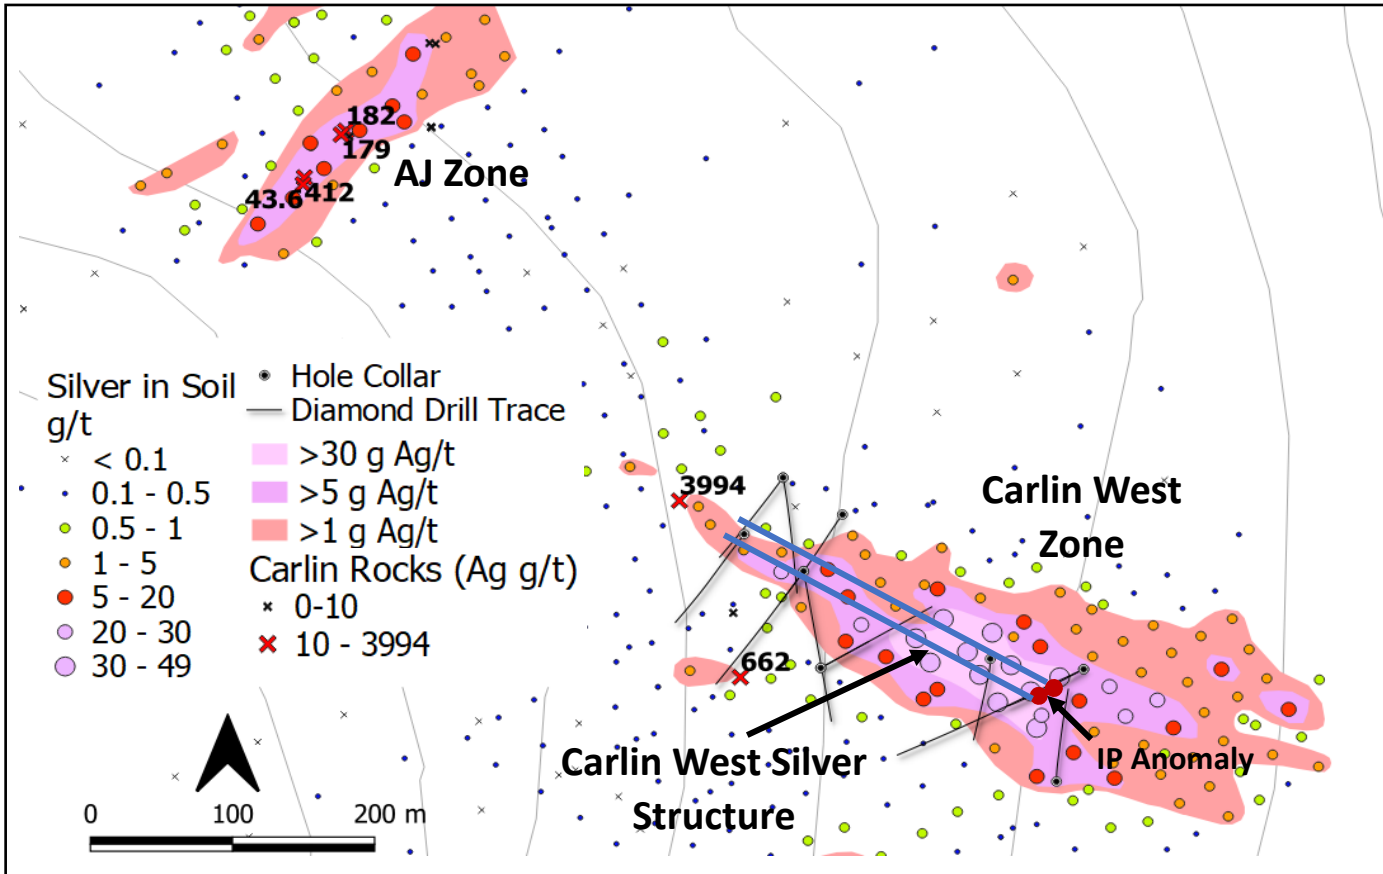 182
179
AJ Zone
43.6
412
Silver in Soil
g/t
< 0.1
0.1 - 0.5
0.5 - 1
1 - 5
5 - 20
20 - 30
30 - 49
Hole Collar
Diamond Drill Trace
>30 g Ag/t
>5 g Ag/t
>1 g Ag/t
Carlin Rocks (Ag g/t)
0-10
10 - 3994
3994
Carlin West
Zone
662
Carlin West Silver
Structure
IP Anomaly
0 100 200 m